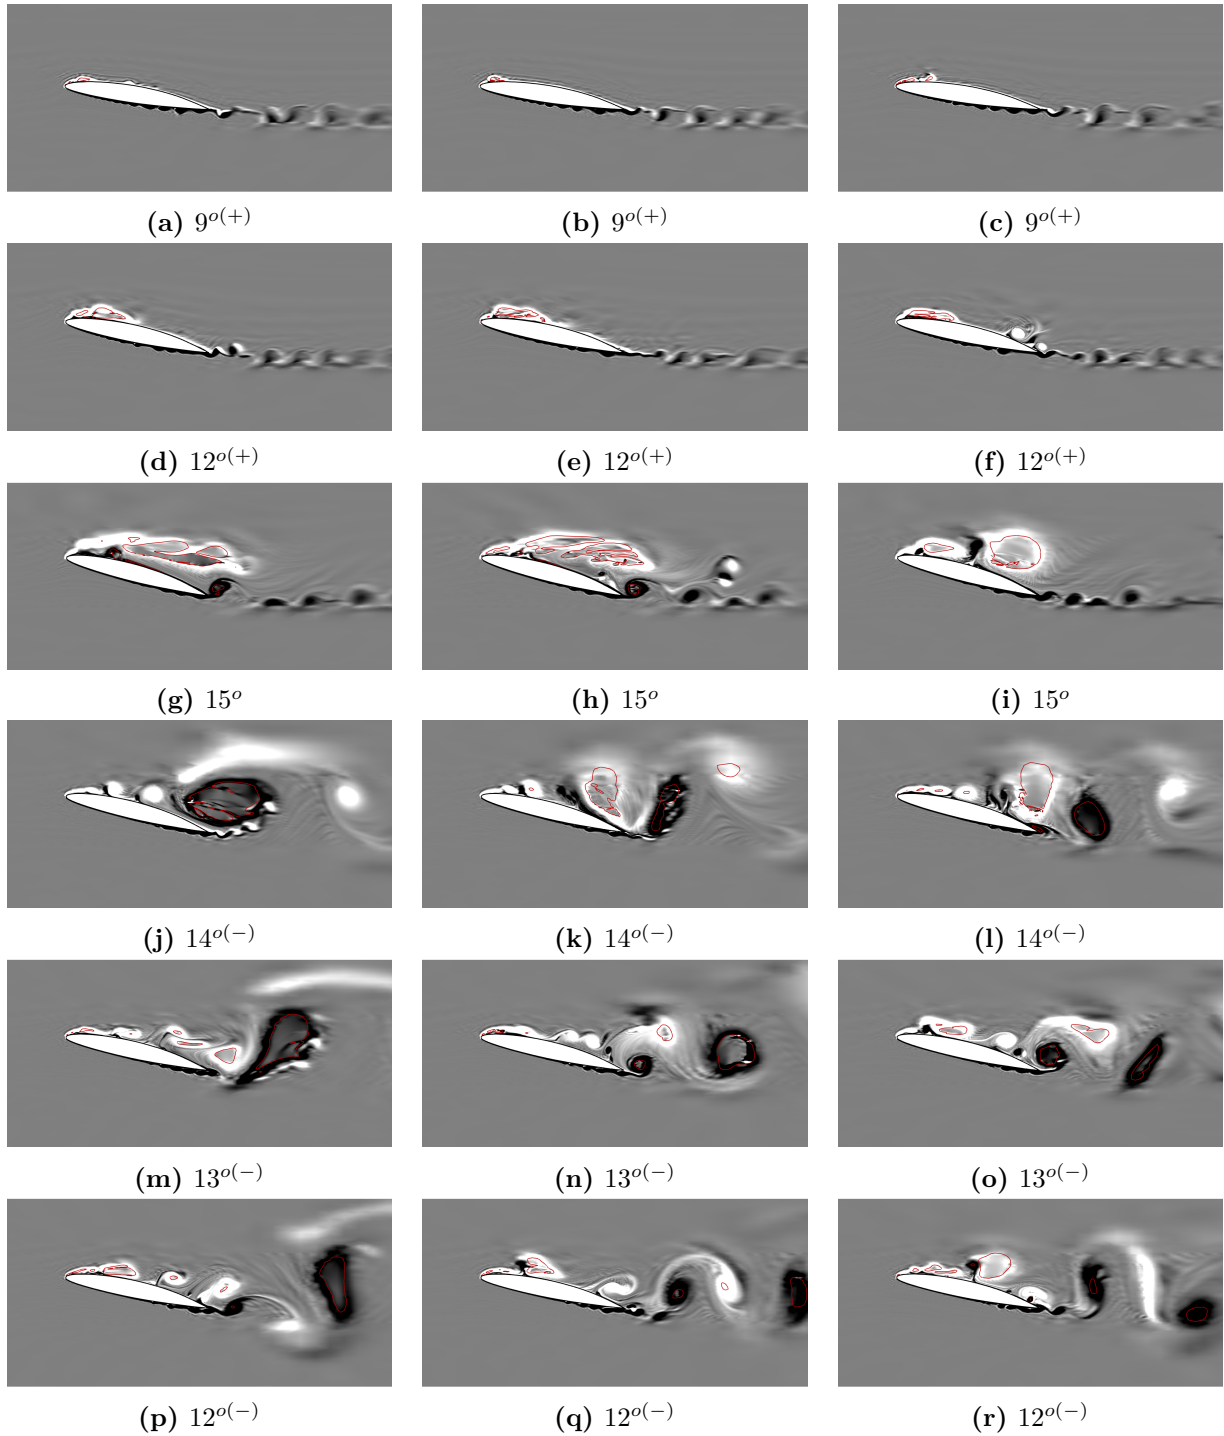 (a) 9^{o(+)} (b) 9^{o(+)} (c) 9^{o(+)}
(d) 12^{o(+)} (e) 12^{o(+)} (f) 12^{o(+)}
(g) 15^{o} (h) 15^{o} (i) 15^{o}
(j) 14^{o(−)} (k) 14^{o(−)} (l) 14^{o(−)}
(m) 13^{o(−)} (n) 13^{o(−)} (o) 13^{o(−)}
(p) 12^{o(−)} (q) 12^{o(−)} (r) 12^{o(−)}